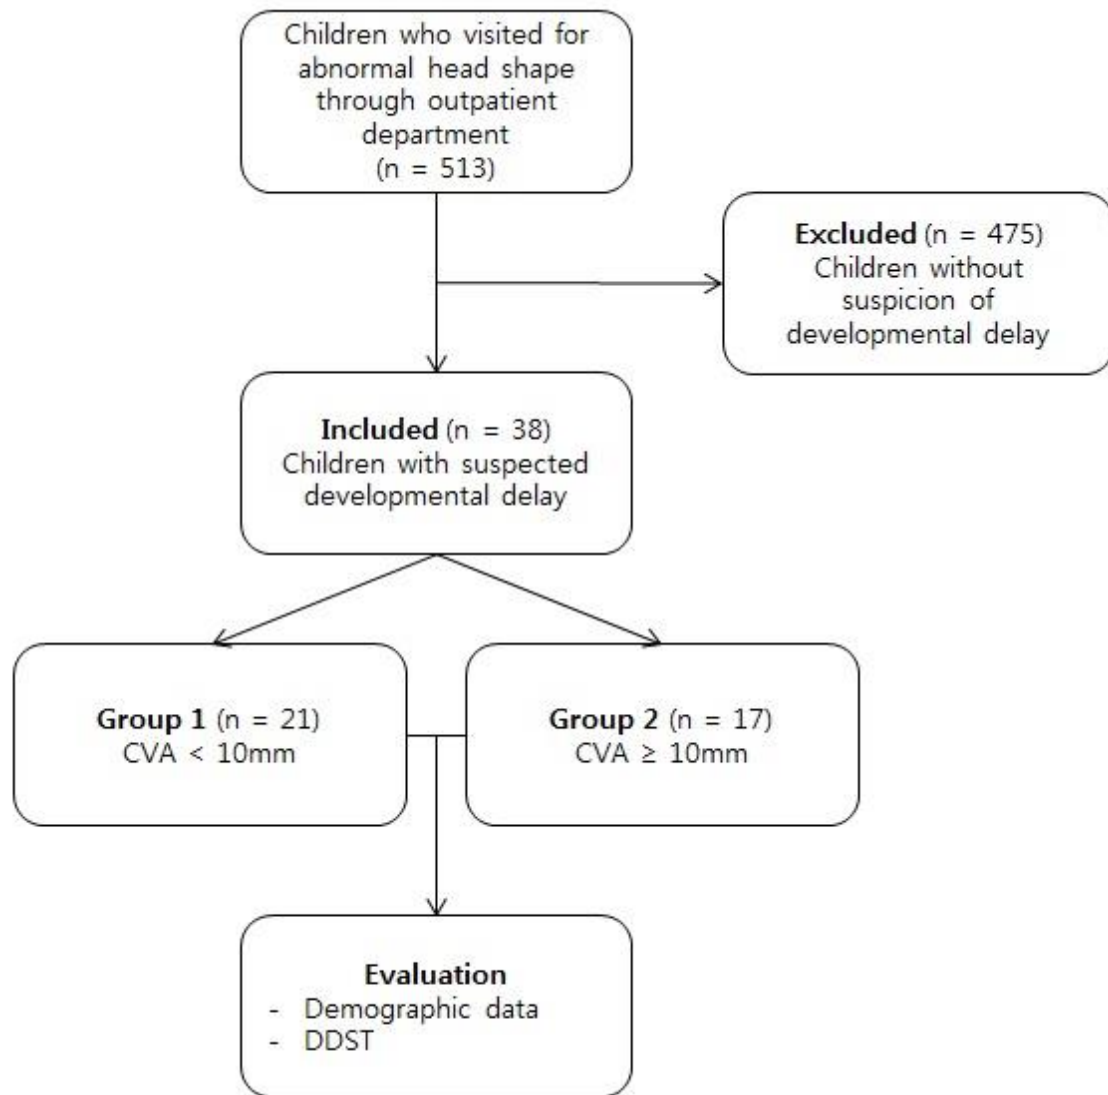 Children who visited for
abnormal head shape
through outpatient
department
(n = 513)
Excluded (n = 475)
Children without
suspicion of
developmental delay
Included (n = 38)
Children with suspected
developmental delay
Group 1 (n = 21)
CVA < 10mm
Group 2 (n = 17)
CVA ≥ 10mm
Evaluation
- Demographic data
- DDST